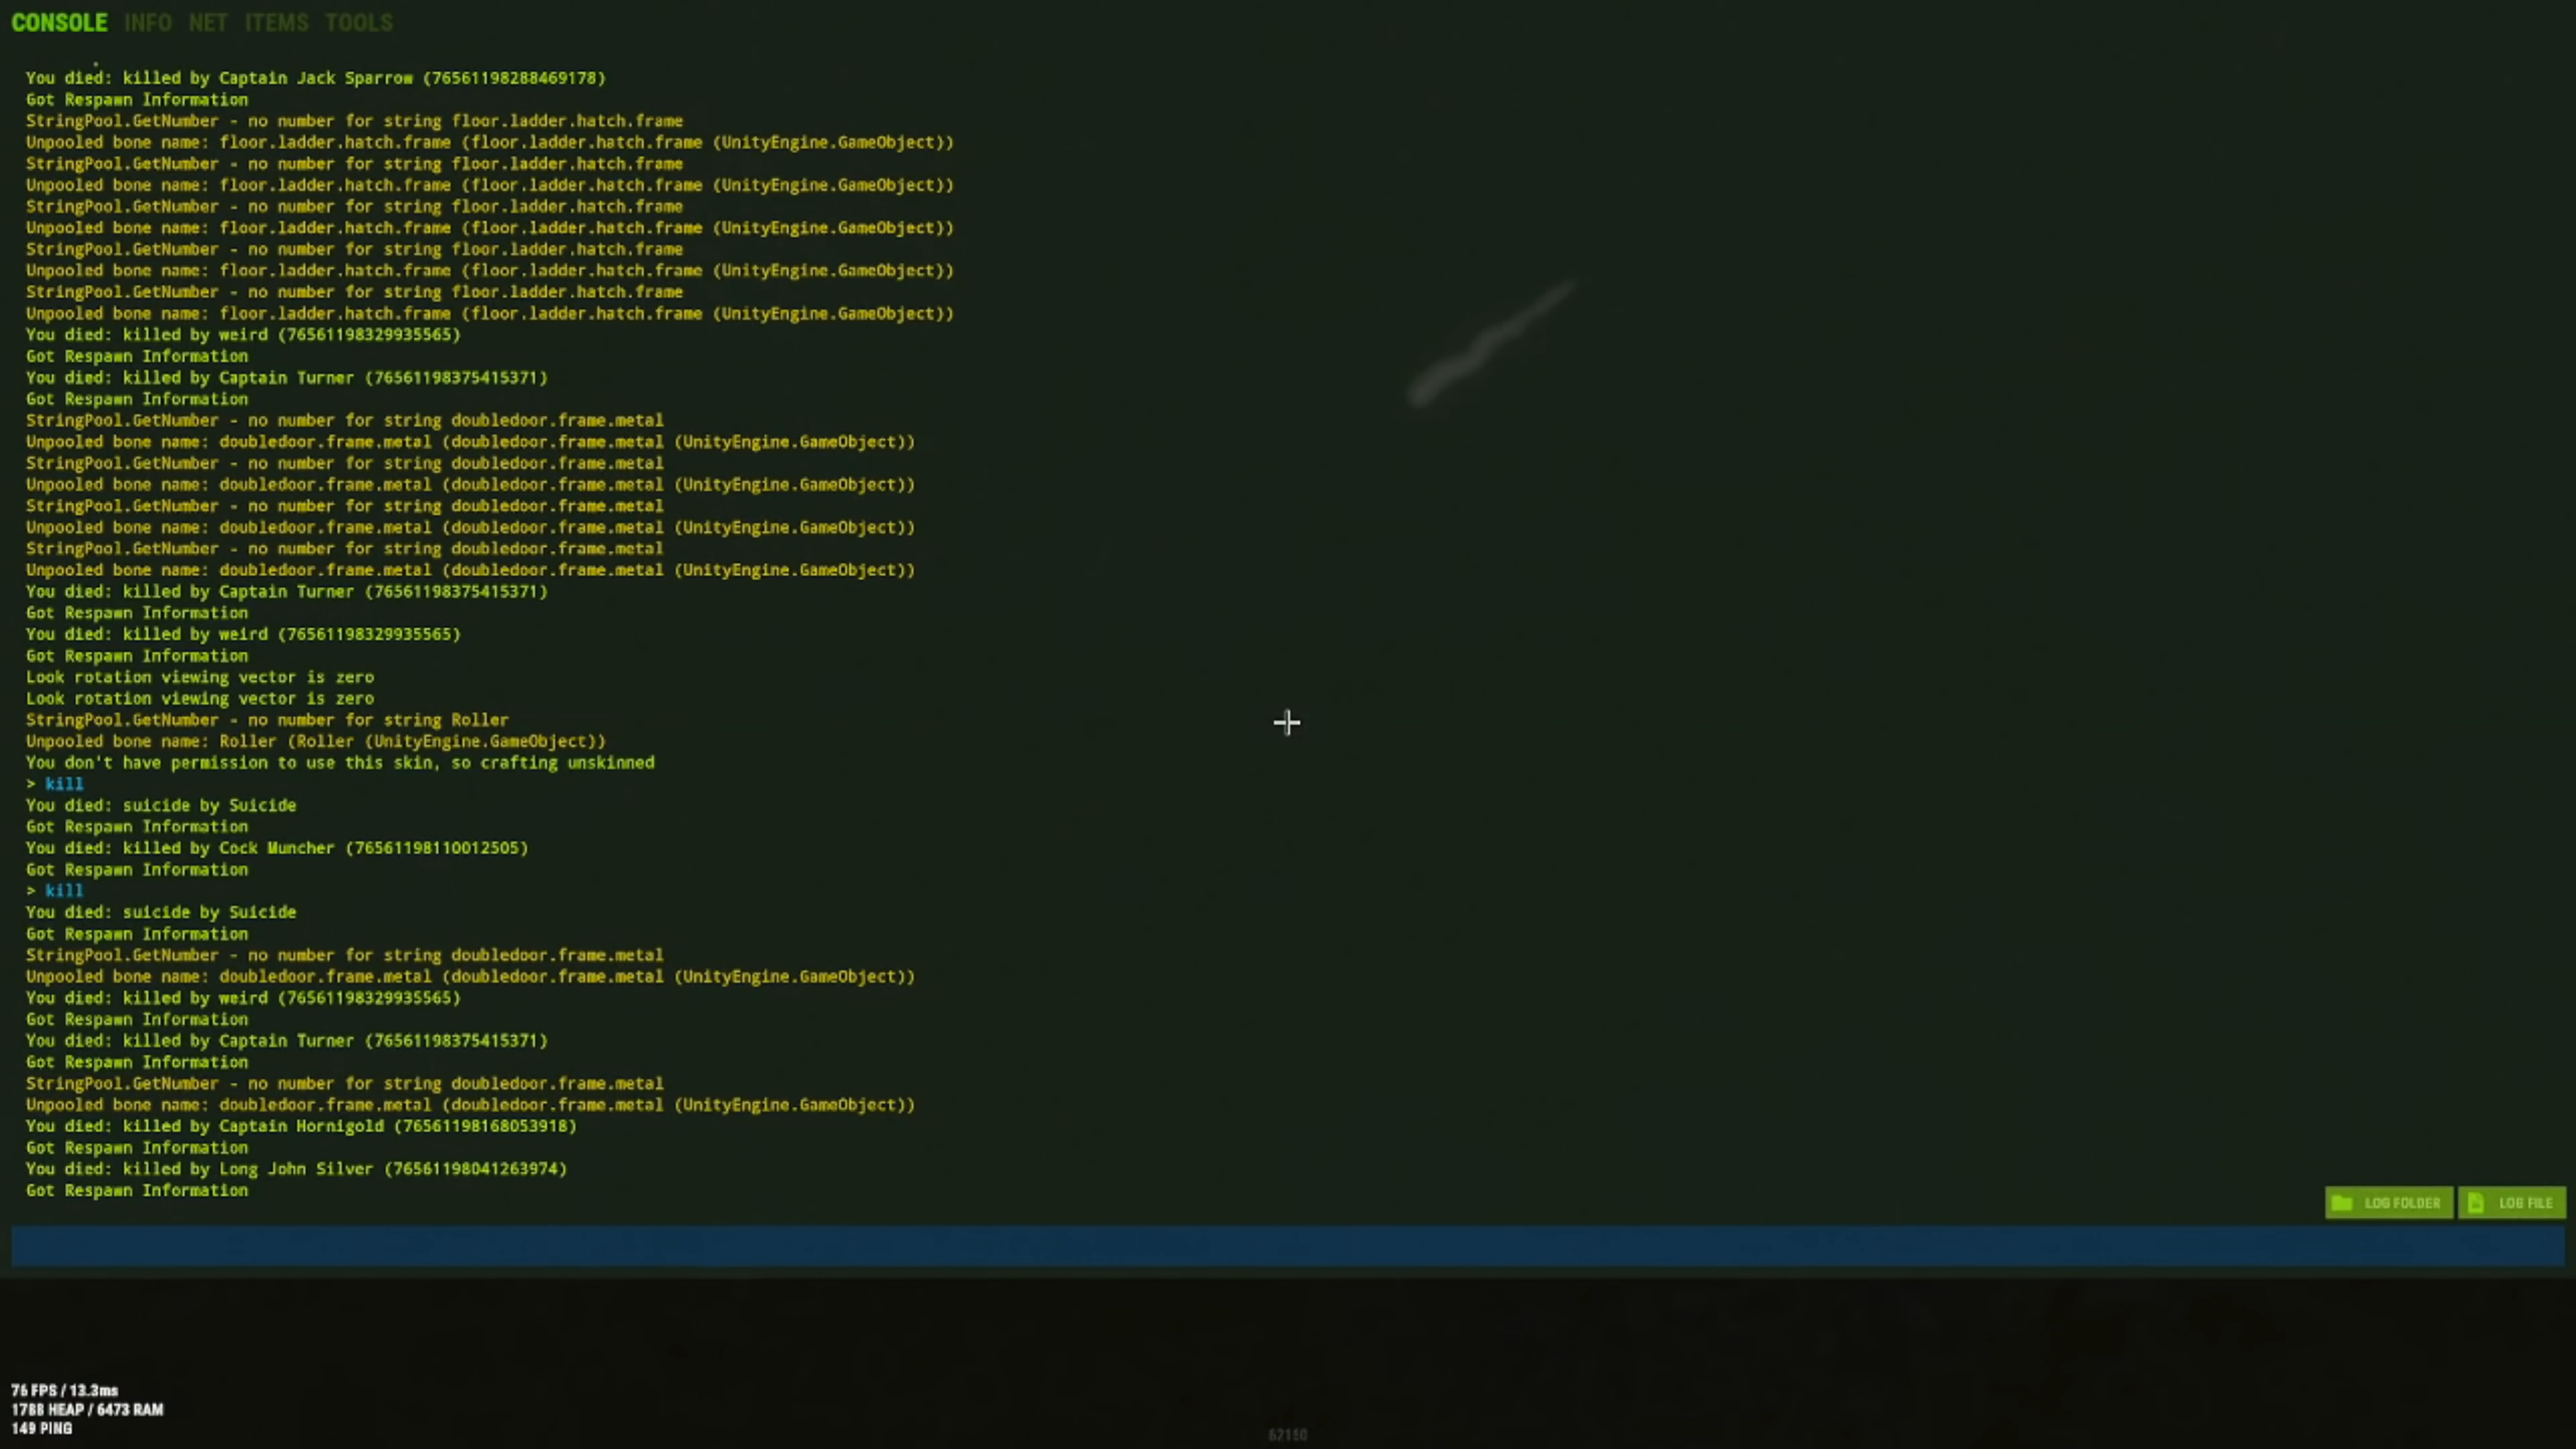 CONSOLE INFO NET ITEMS TOOLS
You died: killed by Captain Jack Sparrow (76561198288469178)
Got Respawn Information
StringPool.GetNumber - no number for string floor.ladder.hatch.frame
Unpooled bone name: floor.ladder.hatch.frame (floor.ladder.hatch.frame (UnityEngine.GameObject))
StringPool.GetNumber - no number for string floor.ladder.hatch.frame
Unpooled bone name: floor.ladder.hatch.frame (floor.ladder.hatch.frame (UnityEngine.GameObject))
StringPool.GetNumber - no number for string floor.ladder.hatch.frame
Unpooled bone name: floor.ladder.hatch.frame (floor.ladder.hatch.frame (UnityEngine.GameObject))
StringPool.GetNumber - no number for string floor.ladder.hatch.frame
Unpooled bone name: floor.ladder.hatch.frame (floor.ladder.hatch.frame (UnityEngine.GameObject))
StringPool.GetNumber - no number for string floor.ladder.hatch.frame
Unpooled bone name: floor.ladder.hatch.frame (floor.ladder.hatch.frame (UnityEngine.GameObject))
You died: killed by weird (76561198329935565)
Got Respawn Information
You died: killed by Captain Turner (76561198375415371)
Got Respawn Information
StringPool.GetNumber - no number for string doubledoor.frame.metal
Unpooled bone name: doubledoor.frame.metal (doubledoor.frame.metal (UnityEngine.GameObject))
StringPool.GetNumber - no number for string doubledoor.frame.metal
Unpooled bone name: doubledoor.frame.metal (doubledoor.frame.metal (UnityEngine.GameObject))
StringPool.GetNumber - no number for string doubledoor.frame.metal
Unpooled bone name: doubledoor.frame.metal (doubledoor.frame.metal (UnityEngine.GameObject))
StringPool.GetNumber - no number for string doubledoor.frame.metal
Unpooled bone name: doubledoor.frame.metal (doubledoor.frame.metal (UnityEngine.GameObject))
You died: killed by Captain Turner (76561198375415371)
Got Respawn Information
You died: killed by weird (76561198329935565)
Got Respawn Information
Look rotation viewing vector is zero
Look rotation viewing vector is zero
StringPool.GetNumber - no number for string Roller
Unpooled bone name: Roller (Roller (UnityEngine.GameObject))
You don't have permission to use this skin, so crafting unskinned
> kill
You died: suicide by Suicide
Got Respawn Information
You died: killed by Cock Muncher (76561198110012505)
Got Respawn Information
> kill
You died: suicide by Suicide
Got Respawn Information
StringPool.GetNumber - no number for string doubledoor.frame.metal
Unpooled bone name: doubledoor.frame.metal (doubledoor.frame.metal (UnityEngine.GameObject))
You died: killed by weird (76561198329935565)
Got Respawn Information
You died: killed by Captain Turner (76561198375415371)
Got Respawn Information
StringPool.GetNumber - no number for string doubledoor.frame.metal
Unpooled bone name: doubledoor.frame.metal (doubledoor.frame.metal (UnityEngine.GameObject))
You died: killed by Captain Hornigold (76561198168053918)
Got Respawn Information
You died: killed by Long John Silver (76561198041263974)
Got Respawn Information
LOG FOLDER LOG FILE
76 FPS / 13.3ms
1788 HEAP / 6473 RAM
149 PING